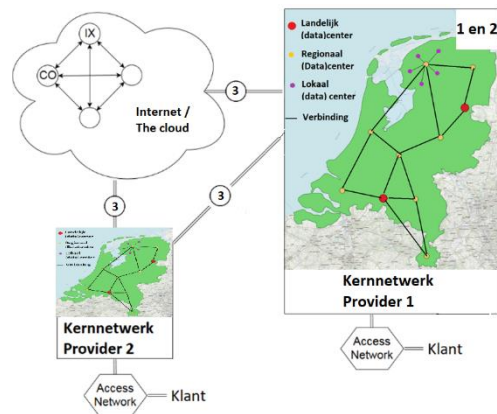 IX
CO
Internet /
The cloud
3
3
3
1 en 2
Landelijk
(data)center
Regionaal
(Data)center
Lokaal
(data) center
Verbinding
Kernnetwerk
Provider 1
Kernnetwerk
Provider 2
Access
Network
Klant
Access
Network
Klant